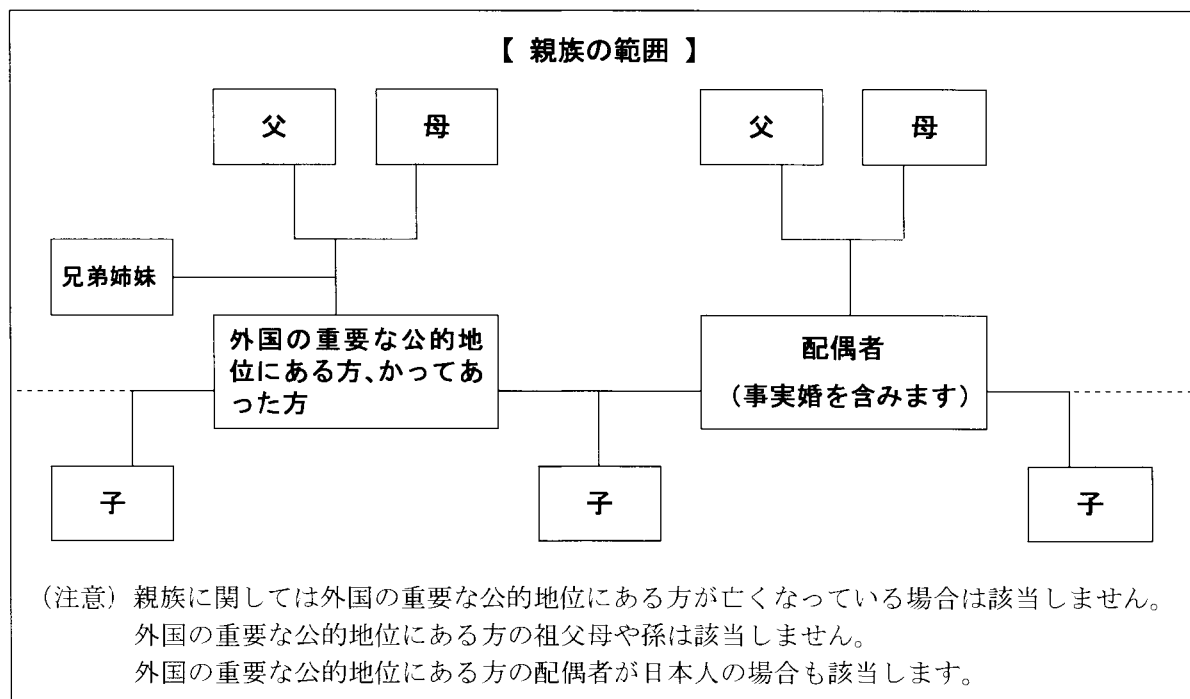 【 親族の範囲 】
父
母
父
母
兄弟姉妹
外国の重要な公的地
位にある方、かってあ
った方
配偶者
（事実婚を含みます）
子
子
子
（注意）親族に関しては外国の重要な公的地位にある方が亡くなっている場合は該当しません。
外国の重要な公的地位にある方の祖父母や孫は該当しません。
外国の重要な公的地位にある方の配偶者が日本人の場合も該当します。